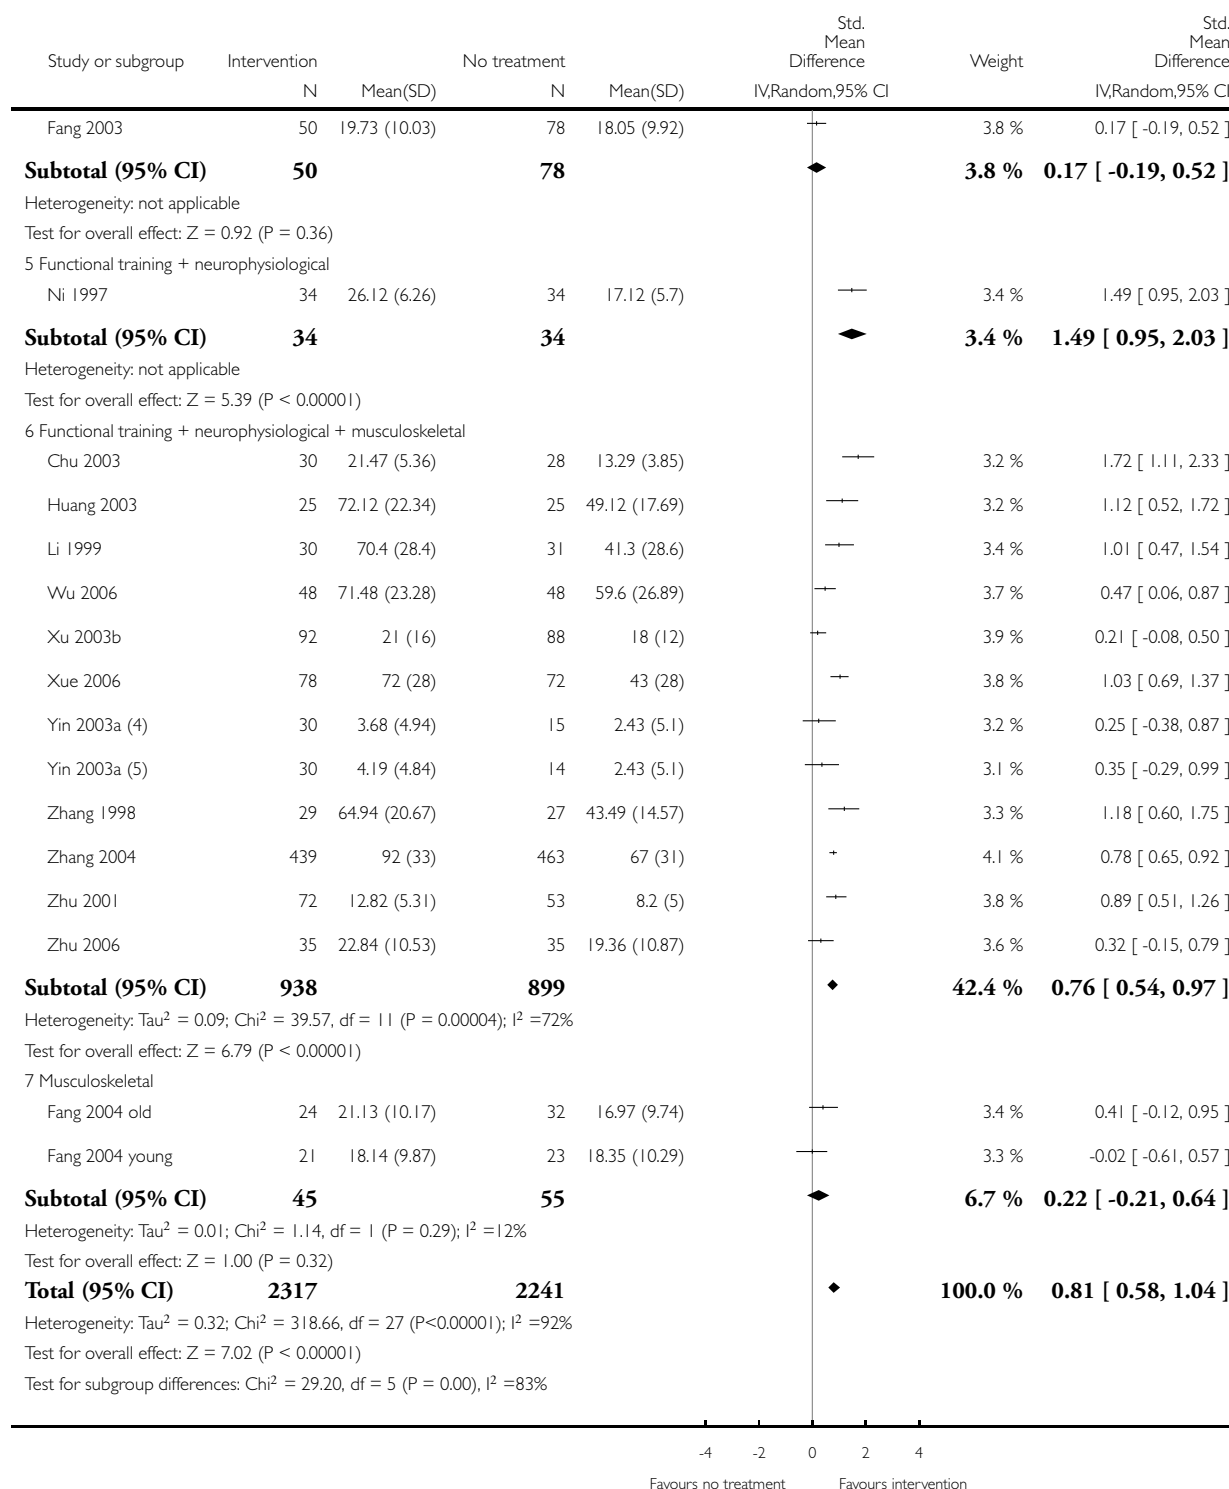 Study or subgroup Intervention No treatment Std. Mean Difference Weight Std. Mean Difference
N Mean(SD) N Mean(SD) IV,Random,95% CI IV,Random,95% CI
Fang 2003 50 19.73 (10.03) 78 18.05 (9.92) 3.8 % 0.17 [ -0.19, 0.52 ]
Subtotal (95% CI) 50 78 3.8 % 0.17 [ -0.19, 0.52 ]
Heterogeneity: not applicable
Test for overall effect: Z = 0.92 (P = 0.36)
5 Functional training + neurophysiological
Ni 1997 34 26.12 (6.26) 34 17.12 (5.7) 3.4 % 1.49 [ 0.95, 2.03 ]
Subtotal (95% CI) 34 34 3.4 % 1.49 [ 0.95, 2.03 ]
Heterogeneity: not applicable
Test for overall effect: Z = 5.39 (P < 0.00001)
6 Functional training + neurophysiological + musculoskeletal
Chu 2003 30 21.47 (5.36) 28 13.29 (3.85) 3.2 % 1.72 [ 1.11, 2.33 ]
Huang 2003 25 72.12 (22.34) 25 49.12 (17.69) 3.2 % 1.12 [ 0.52, 1.72 ]
Li 1999 30 70.4 (28.4) 31 41.3 (28.6) 3.4 % 1.01 [ 0.47, 1.54 ]
Wu 2006 48 71.48 (23.28) 48 59.6 (26.89) 3.7 % 0.47 [ 0.06, 0.87 ]
Xu 2003b 92 21 (16) 88 18 (12) 3.9 % 0.21 [ -0.08, 0.50 ]
Xue 2006 78 72 (28) 72 43 (28) 3.8 % 1.03 [ 0.69, 1.37 ]
Yin 2003a (4) 30 3.68 (4.94) 15 2.43 (5.1) 3.2 % 0.25 [ -0.38, 0.87 ]
Yin 2003a (5) 30 4.19 (4.84) 14 2.43 (5.1) 3.1 % 0.35 [ -0.29, 0.99 ]
Zhang 1998 29 64.94 (20.67) 27 43.49 (14.57) 3.3 % 1.18 [ 0.60, 1.75 ]
Zhang 2004 439 92 (33) 463 67 (31) 4.1 % 0.78 [ 0.65, 0.92 ]
Zhu 2001 72 12.82 (5.31) 53 8.2 (5) 3.8 % 0.89 [ 0.51, 1.26 ]
Zhu 2006 35 22.84 (10.53) 35 19.36 (10.87) 3.6 % 0.32 [ -0.15, 0.79 ]
Subtotal (95% CI) 938 899 42.4 % 0.76 [ 0.54, 0.97 ]
Heterogeneity: Tau² = 0.09; Chi² = 39.57, df = 11 (P = 0.00004); I² =72%
Test for overall effect: Z = 6.79 (P < 0.00001)
7 Musculoskeletal
Fang 2004 old 24 21.13 (10.17) 32 16.97 (9.74) 3.4 % 0.41 [ -0.12, 0.95 ]
Fang 2004 young 21 18.14 (9.87) 23 18.35 (10.29) 3.3 % -0.02 [ -0.61, 0.57 ]
Subtotal (95% CI) 45 55 6.7 % 0.22 [ -0.21, 0.64 ]
Heterogeneity: Tau² = 0.01; Chi² = 1.14, df = 1 (P = 0.29); I² =12%
Test for overall effect: Z = 1.00 (P = 0.32)
Total (95% CI) 2317 2241 100.0 % 0.81 [ 0.58, 1.04 ]
Heterogeneity: Tau² = 0.32; Chi² = 318.66, df = 27 (P<0.00001); I² =92%
Test for overall effect: Z = 7.02 (P < 0.00001)
Test for subgroup differences: Chi² = 29.20, df = 5 (P = 0.00), I² =83%
-4 -2 0 2 4
Favours no treatment Favours intervention